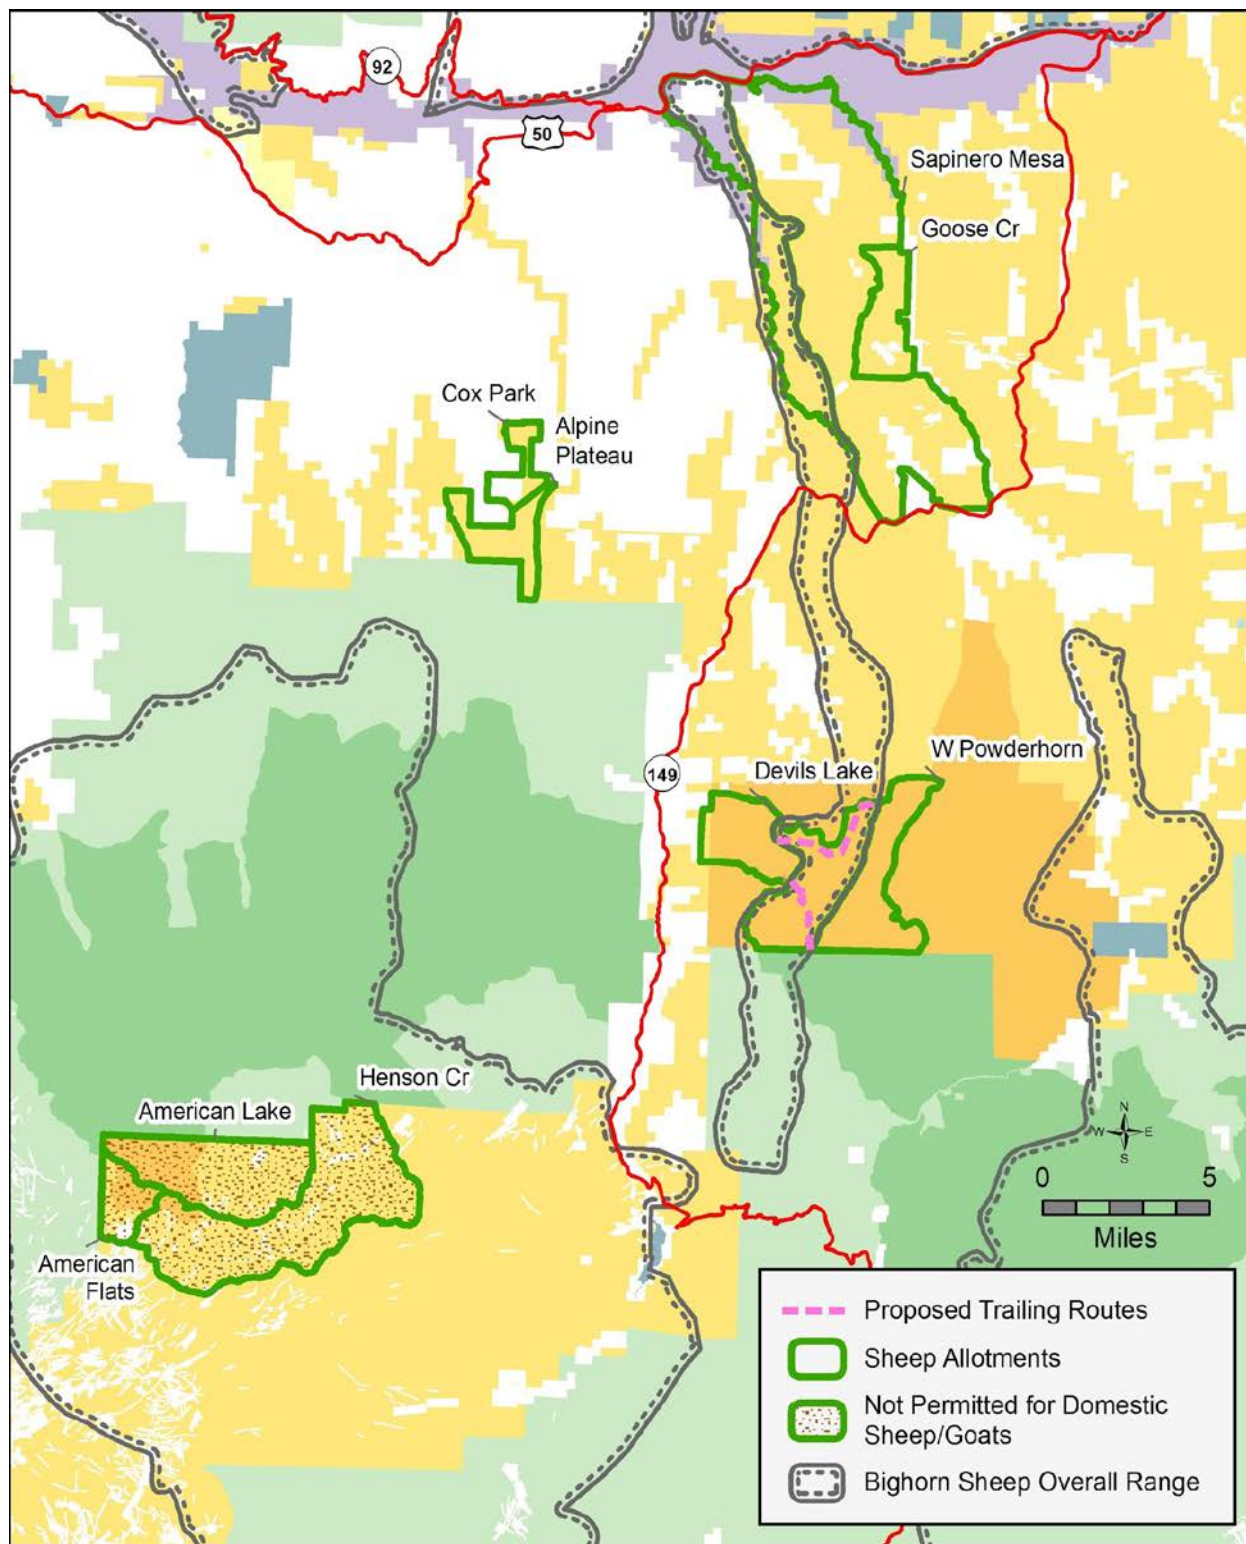 92
50
Sapinero Mesa
Goose Cr
Cox Park
Alpine
Plateau
W Powderhorn
Devils Lake
149
Henson Cr
American Lake
American
Flats
N
W E
S
0 5
Miles
Proposed Trailing Routes
Sheep Allotments
Not Permitted for Domestic
Sheep/Goats
Bighorn Sheep Overall Range